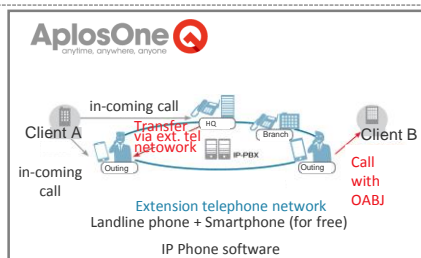 AplosOne
anytime, anywhere, anyone
in-coming call
Client A
HQ
Transfer
via ext. tel
netowork
Branch
Client B
IP-PBX
Outing
Outing
in-coming
call
Call
with
OABJ
Extension telephone network
Landline phone + Smartphone (for free)
IP Phone software